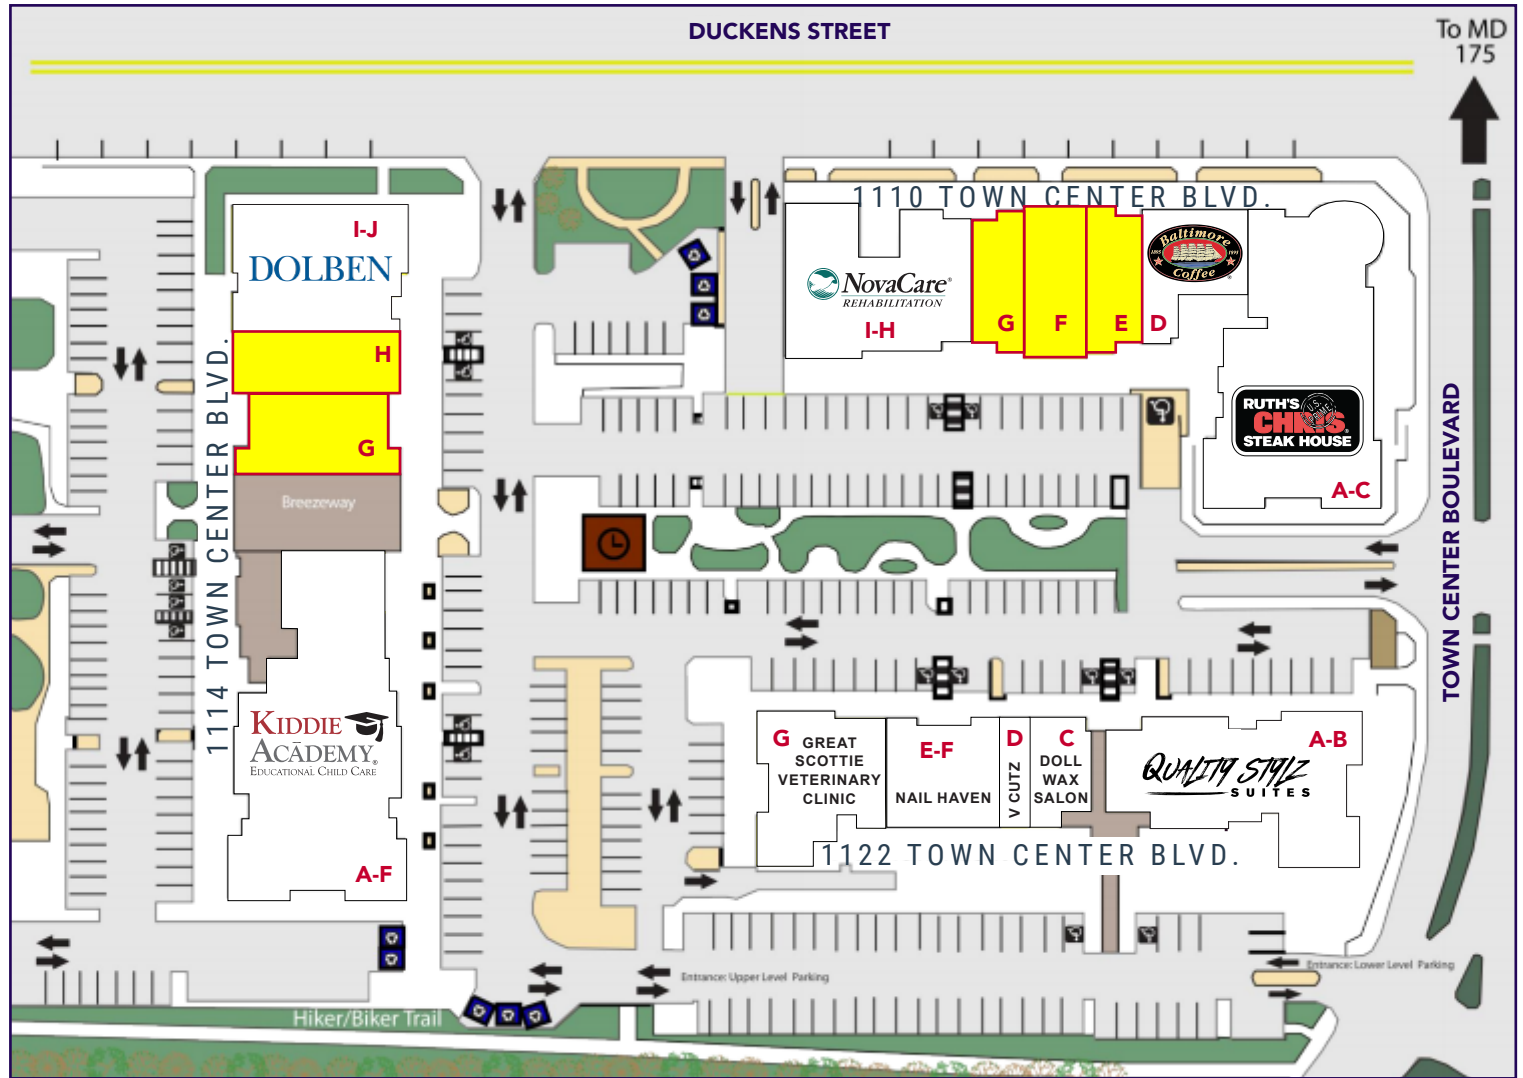 DUCKENS STREET
To MD
175
1110 TOWN CENTER BLVD.
I-J
DOLBEN
H
G
Breezeway
1114 TOWN CENTER BLVD.
KIDDIE
ACADEMY®
EDUCATIONAL CHILD CARE
A-F
NovaCare®
REHABILITATION
I-H
G
F
E
D
Baltimore
Coffee
RUTH'S
U.S. PRIME
CHRIS
STEAK HOUSE
A-C
TOWN CENTER BOULEVARD
G
GREAT
SCOTTIE
VETERINARY
CLINIC
E-F
NAIL HAVEN
D
V CUTZ
C
DOLL
WAX
SALON
A-B
QUALITY STYLZ
SUITES
1122 TOWN CENTER BLVD.
Entrance: Upper Level Parking
Entrance: Lower Level Parking
Hiker/Biker Trail